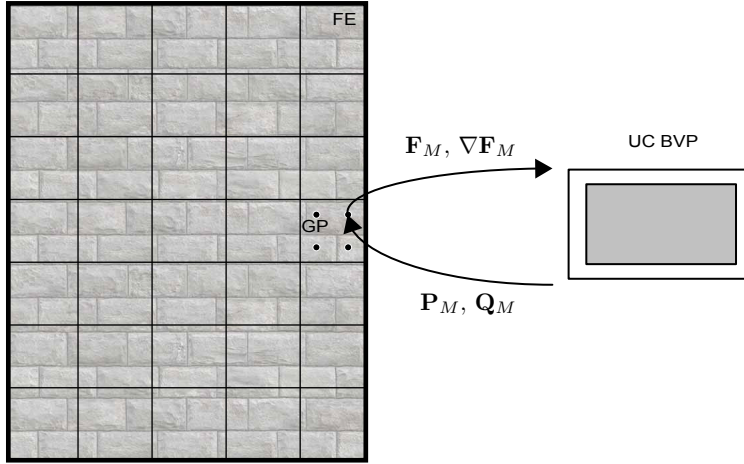 FE
F_M, ∇F_M
UC BVP
GP
P_M, Q_M